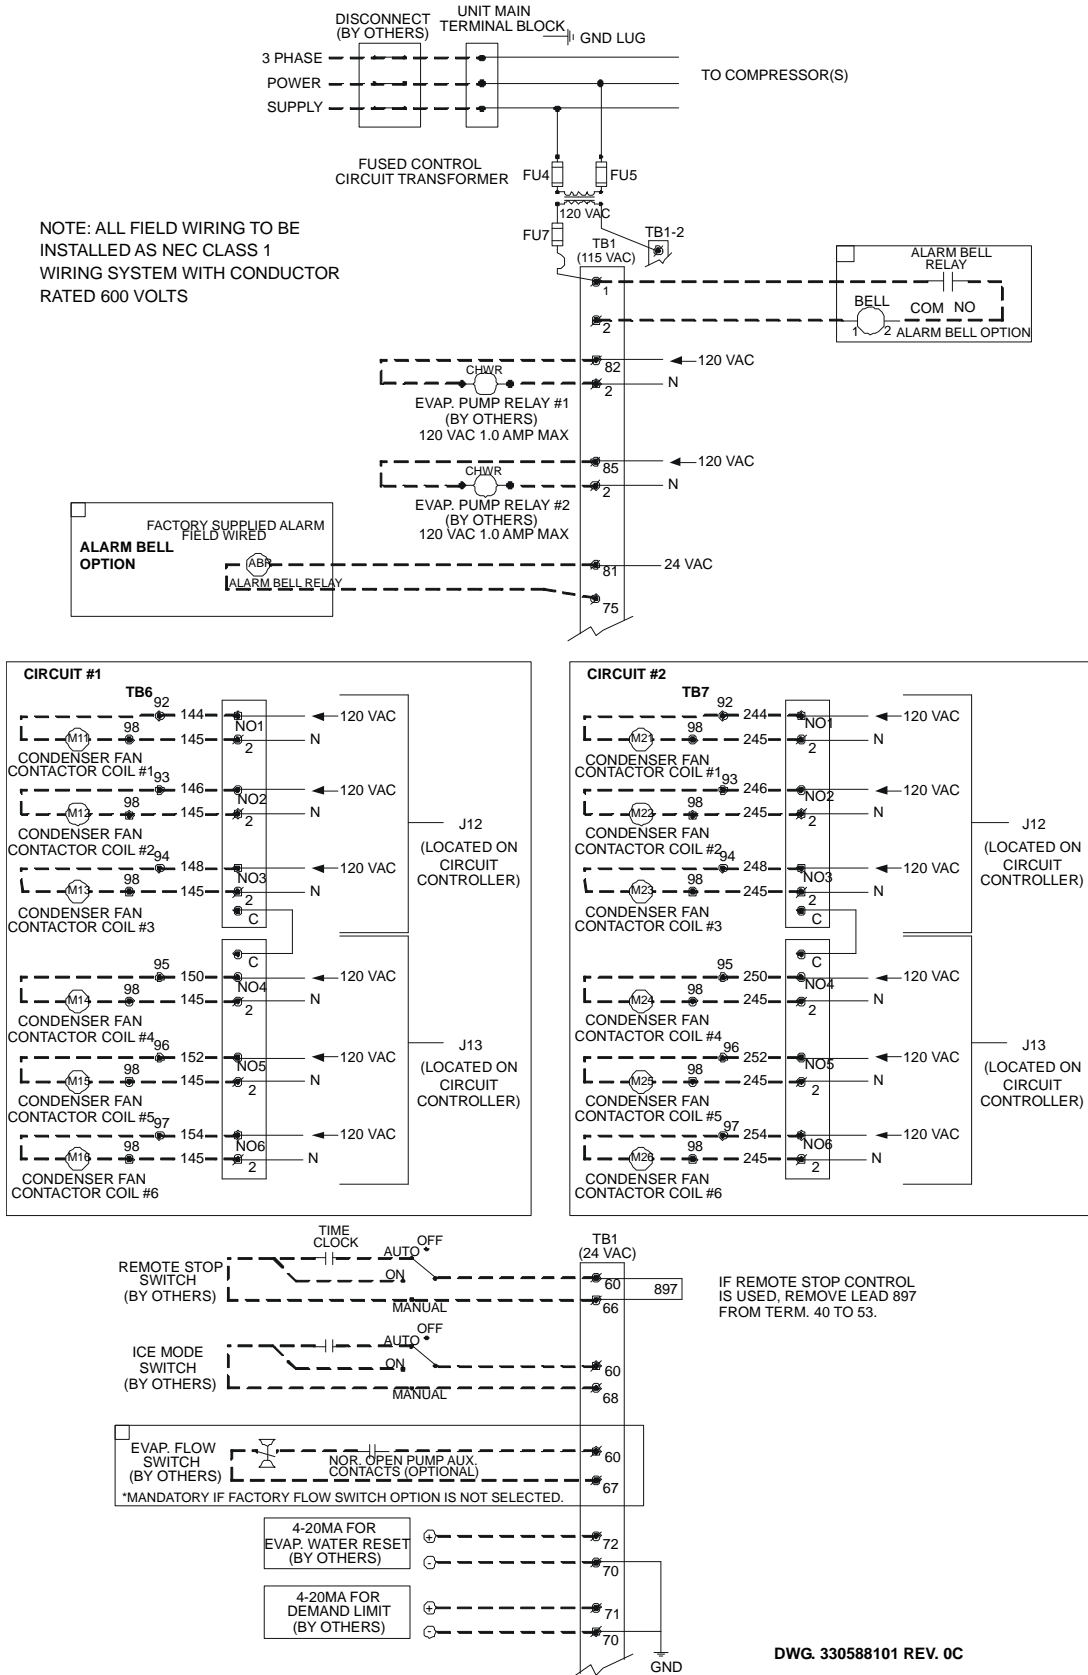 DISCONNECT
(BY OTHERS)
UNIT MAIN
TERMINAL BLOCK
GND LUG
3 PHASE
POWER
SUPPLY
TO COMPRESSOR(S)
FUSED CONTROL
CIRCUIT TRANSFORMER
FU4
FU5
120 VAC
FU7
TB1-2
TB1
(115 VAC)
NOTE: ALL FIELD WIRING TO BE
INSTALLED AS NEC CLASS 1
WIRING SYSTEM WITH CONDUCTOR
RATED 600 VOLTS
ALARM BELL
RELAY
BELL
COM NO
1 2
ALARM BELL OPTION
1
2
82
120 VAC
CHWR
2
N
EVAP. PUMP RELAY #1
(BY OTHERS)
120 VAC 1.0 AMP MAX
85
120 VAC
CHWR
2
N
EVAP. PUMP RELAY #2
(BY OTHERS)
120 VAC 1.0 AMP MAX
FACTORY SUPPLIED ALARM
FIELD WIRED
ALARM BELL
OPTION
ABR
ALARM BELL RELAY
81
24 VAC
75
CIRCUIT #1
TB6
92
144
NO1
120 VAC
M11
98
145
2
N
CONDENSER FAN
CONTACTOR COIL #1
93
146
NO2
120 VAC
M12
98
145
2
N
CONDENSER FAN
CONTACTOR COIL #2
94
148
NO3
120 VAC
M13
98
145
2
N
C
CONDENSER FAN
CONTACTOR COIL #3
J12
(LOCATED ON
CIRCUIT
CONTROLLER)
C
95
150
NO4
120 VAC
M14
98
145
2
N
CONDENSER FAN
CONTACTOR COIL #4
96
152
NO5
120 VAC
M15
98
145
2
N
CONDENSER FAN
CONTACTOR COIL #5
97
154
NO6
120 VAC
M16
98
145
2
N
CONDENSER FAN
CONTACTOR COIL #6
J13
(LOCATED ON
CIRCUIT
CONTROLLER)
CIRCUIT #2
TB7
92
244
NO1
120 VAC
M21
98
245
2
N
CONDENSER FAN
CONTACTOR COIL #1
93
246
NO2
120 VAC
M22
98
245
2
N
CONDENSER FAN
CONTACTOR COIL #2
94
248
NO3
120 VAC
M23
98
245
2
N
C
CONDENSER FAN
CONTACTOR COIL #3
J12
(LOCATED ON
CIRCUIT
CONTROLLER)
C
95
250
NO4
120 VAC
M24
98
245
2
N
CONDENSER FAN
CONTACTOR COIL #4
96
252
NO5
120 VAC
M25
98
245
2
N
CONDENSER FAN
CONTACTOR COIL #5
97
254
NO6
120 VAC
M26
98
245
2
N
CONDENSER FAN
CONTACTOR COIL #6
J13
(LOCATED ON
CIRCUIT
CONTROLLER)
REMOTE STOP
SWITCH
(BY OTHERS)
TIME
CLOCK
AUTO
OFF
ON
MANUAL
TB1
(24 VAC)
60
66
897
IF REMOTE STOP CONTROL
IS USED, REMOVE LEAD 897
FROM TERM. 40 TO 53.
ICE MODE
SWITCH
(BY OTHERS)
AUTO
OFF
ON
MANUAL
60
68
EVAP. FLOW
SWITCH
(BY OTHERS)
NOR. OPEN PUMP AUX.
CONTACTS (OPTIONAL)
60
67
*MANDATORY IF FACTORY FLOW SWITCH OPTION IS NOT SELECTED.
4-20MA FOR
EVAP. WATER RESET
(BY OTHERS)
+
-
72
70
4-20MA FOR
DEMAND LIMIT
(BY OTHERS)
+
-
71
70
GND
DWG. 330588101 REV. 0C